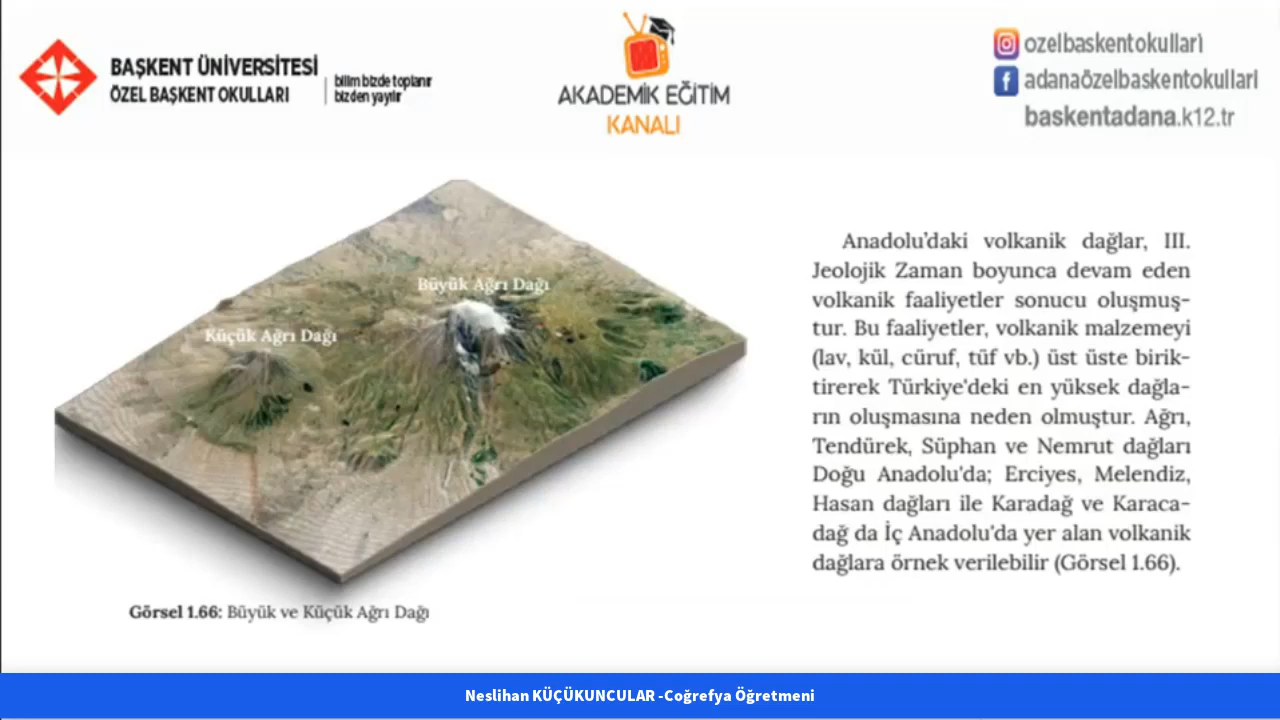 BAŞKENT ÜNİVERSİTESİ
ÖZEL BAŞKENT OKULLARI
bilim bizde toplanır
bizden yayılır
AKADEMİK EĞİTİM
KANALI
ozelbaskentokulları
adanaözelbaskentokulları
baskentadana.k12.tr
Büyük Ağrı Dağı
Küçük Ağrı Dağı
Görsel 1.66: Büyük ve Küçük Ağrı Dağı
Anadolu'daki volkanik dağlar, III.
Jeolojik Zaman boyunca devam eden
volkanik faaliyetler sonucu oluşmuş-
tur. Bu faaliyetler, volkanik malzemeyi
(lav, kül, cüruf, tüf vb.) üst üste birik-
tirerek Türkiye'deki en yüksek dağla-
rın oluşmasına neden olmuştur. Ağrı,
Tendürek, Süphan ve Nemrut dağları
Doğu Anadolu'da; Erciyes, Melendiz,
Hasan dağları ile Karadağ ve Karaca-
dağ da İç Anadolu'da yer alan volkanik
dağlara örnek verilebilir (Görsel 1.66).
Neslihan KÜÇÜKUNCULAR -Coğrefya Öğretmeni